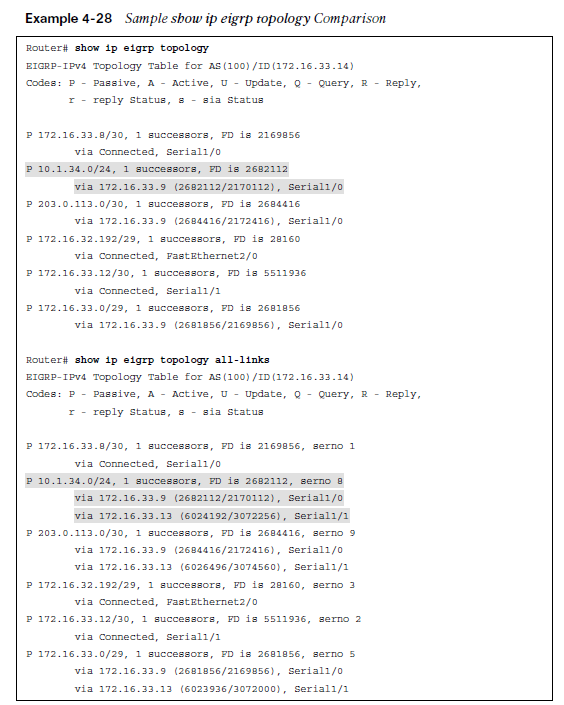 Example 4-28 Sample show ip eigrp topology Comparison
Router# show ip eigrp topology
EIGRP-IPv4 Topology Table for AS(100)/ID(172.16.33.14)
Codes: P - Passive, A - Active, U - Update, Q - Query, R - Reply,
r - reply Status, s - sia Status
P 172.16.33.8/30, 1 successors, FD is 2169856
via Connected, Serial1/0
P 10.1.34.0/24, 1 successors, FD is 2682112
via 172.16.33.9 (2682112/2170112), Serial1/0
P 203.0.113.0/30, 1 successors, FD is 2684416
via 172.16.33.9 (2684416/2172416), Serial1/0
P 172.16.32.192/29, 1 successors, FD is 28160
via Connected, FastEthernet2/0
P 172.16.33.12/30, 1 successors, FD is 5511936
via Connected, Serial1/1
P 172.16.33.0/29, 1 successors, FD is 2681856
via 172.16.33.9 (2681856/2169856), Serial1/0
Router# show ip eigrp topology all-links
EIGRP-IPv4 Topology Table for AS(100)/ID(172.16.33.14)
Codes: P - Passive, A - Active, U - Update, Q - Query, R - Reply,
r - reply Status, s - sia Status
P 172.16.33.8/30, 1 successors, FD is 2169856, serno 1
via Connected, Serial1/0
P 10.1.34.0/24, 1 successors, FD is 2682112, serno 8
via 172.16.33.9 (2682112/2170112), Serial1/0
via 172.16.33.13 (6024192/3072256), Serial1/1
P 203.0.113.0/30, 1 successors, FD is 2684416, serno 9
via 172.16.33.9 (2684416/2172416), Serial1/0
via 172.16.33.13 (6026496/3074560), Serial1/1
P 172.16.32.192/29, 1 successors, FD is 28160, serno 3
via Connected, FastEthernet2/0
P 172.16.33.12/30, 1 successors, FD is 5511936, serno 2
via Connected, Serial1/1
P 172.16.33.0/29, 1 successors, FD is 2681856, serno 5
via 172.16.33.9 (2681856/2169856), Serial1/0
via 172.16.33.13 (6023936/3072000), Serial1/1